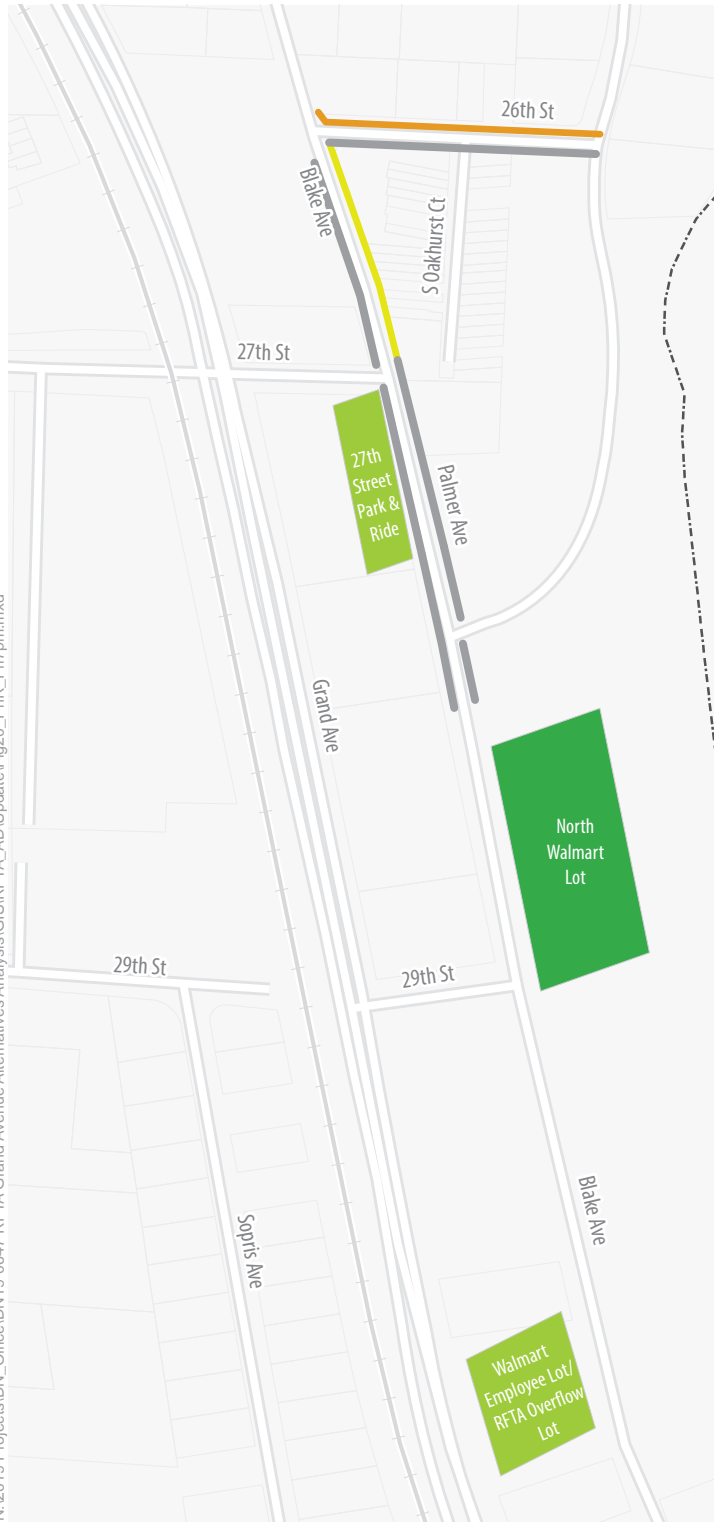 26th St
Blake Ave
S Oakhurst Ct
27th St
27th
Street
Park &
Ride
Palmer Ave
Grand Ave
North
Walmart
Lot
29th St
29th St
Blake Ave
Sopris Ave
Walmart
Employee Lot/
RFTA Overflow
Lot